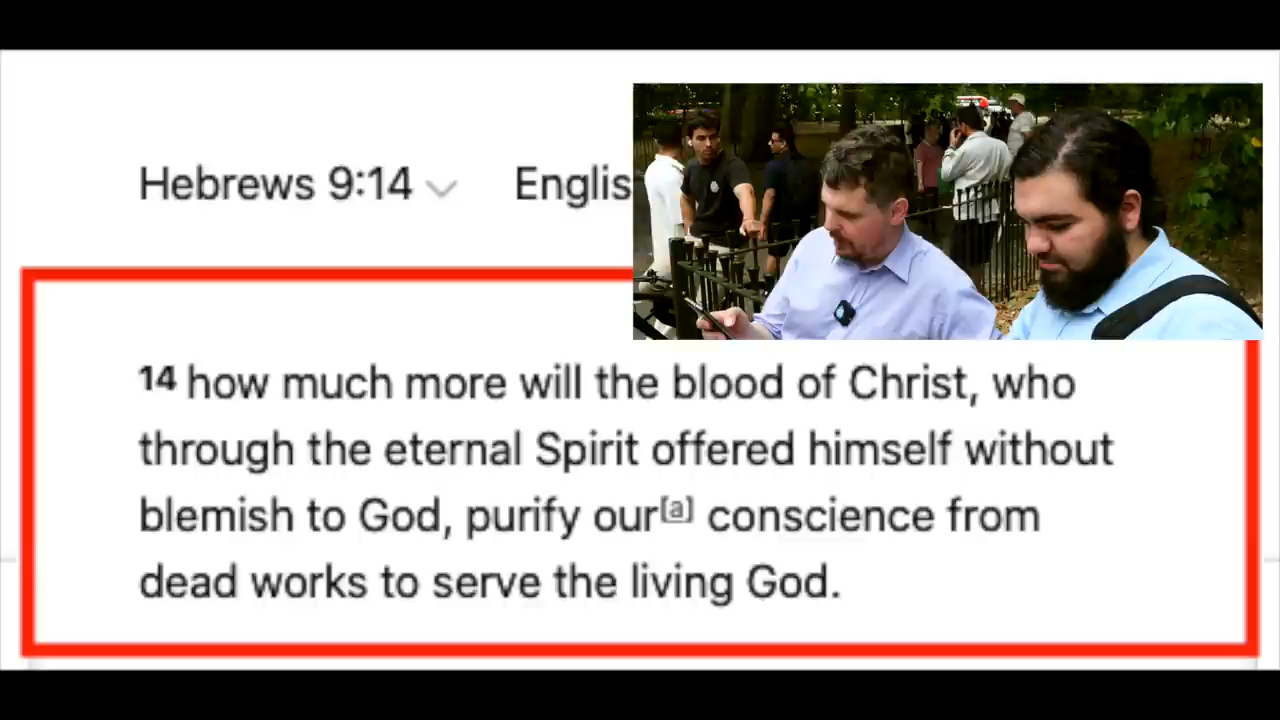 Hebrews 9:14 Englis
14 how much more will the blood of Christ, who
through the eternal Spirit offered himself without
blemish to God, purify our[a] conscience from
dead works to serve the living God.